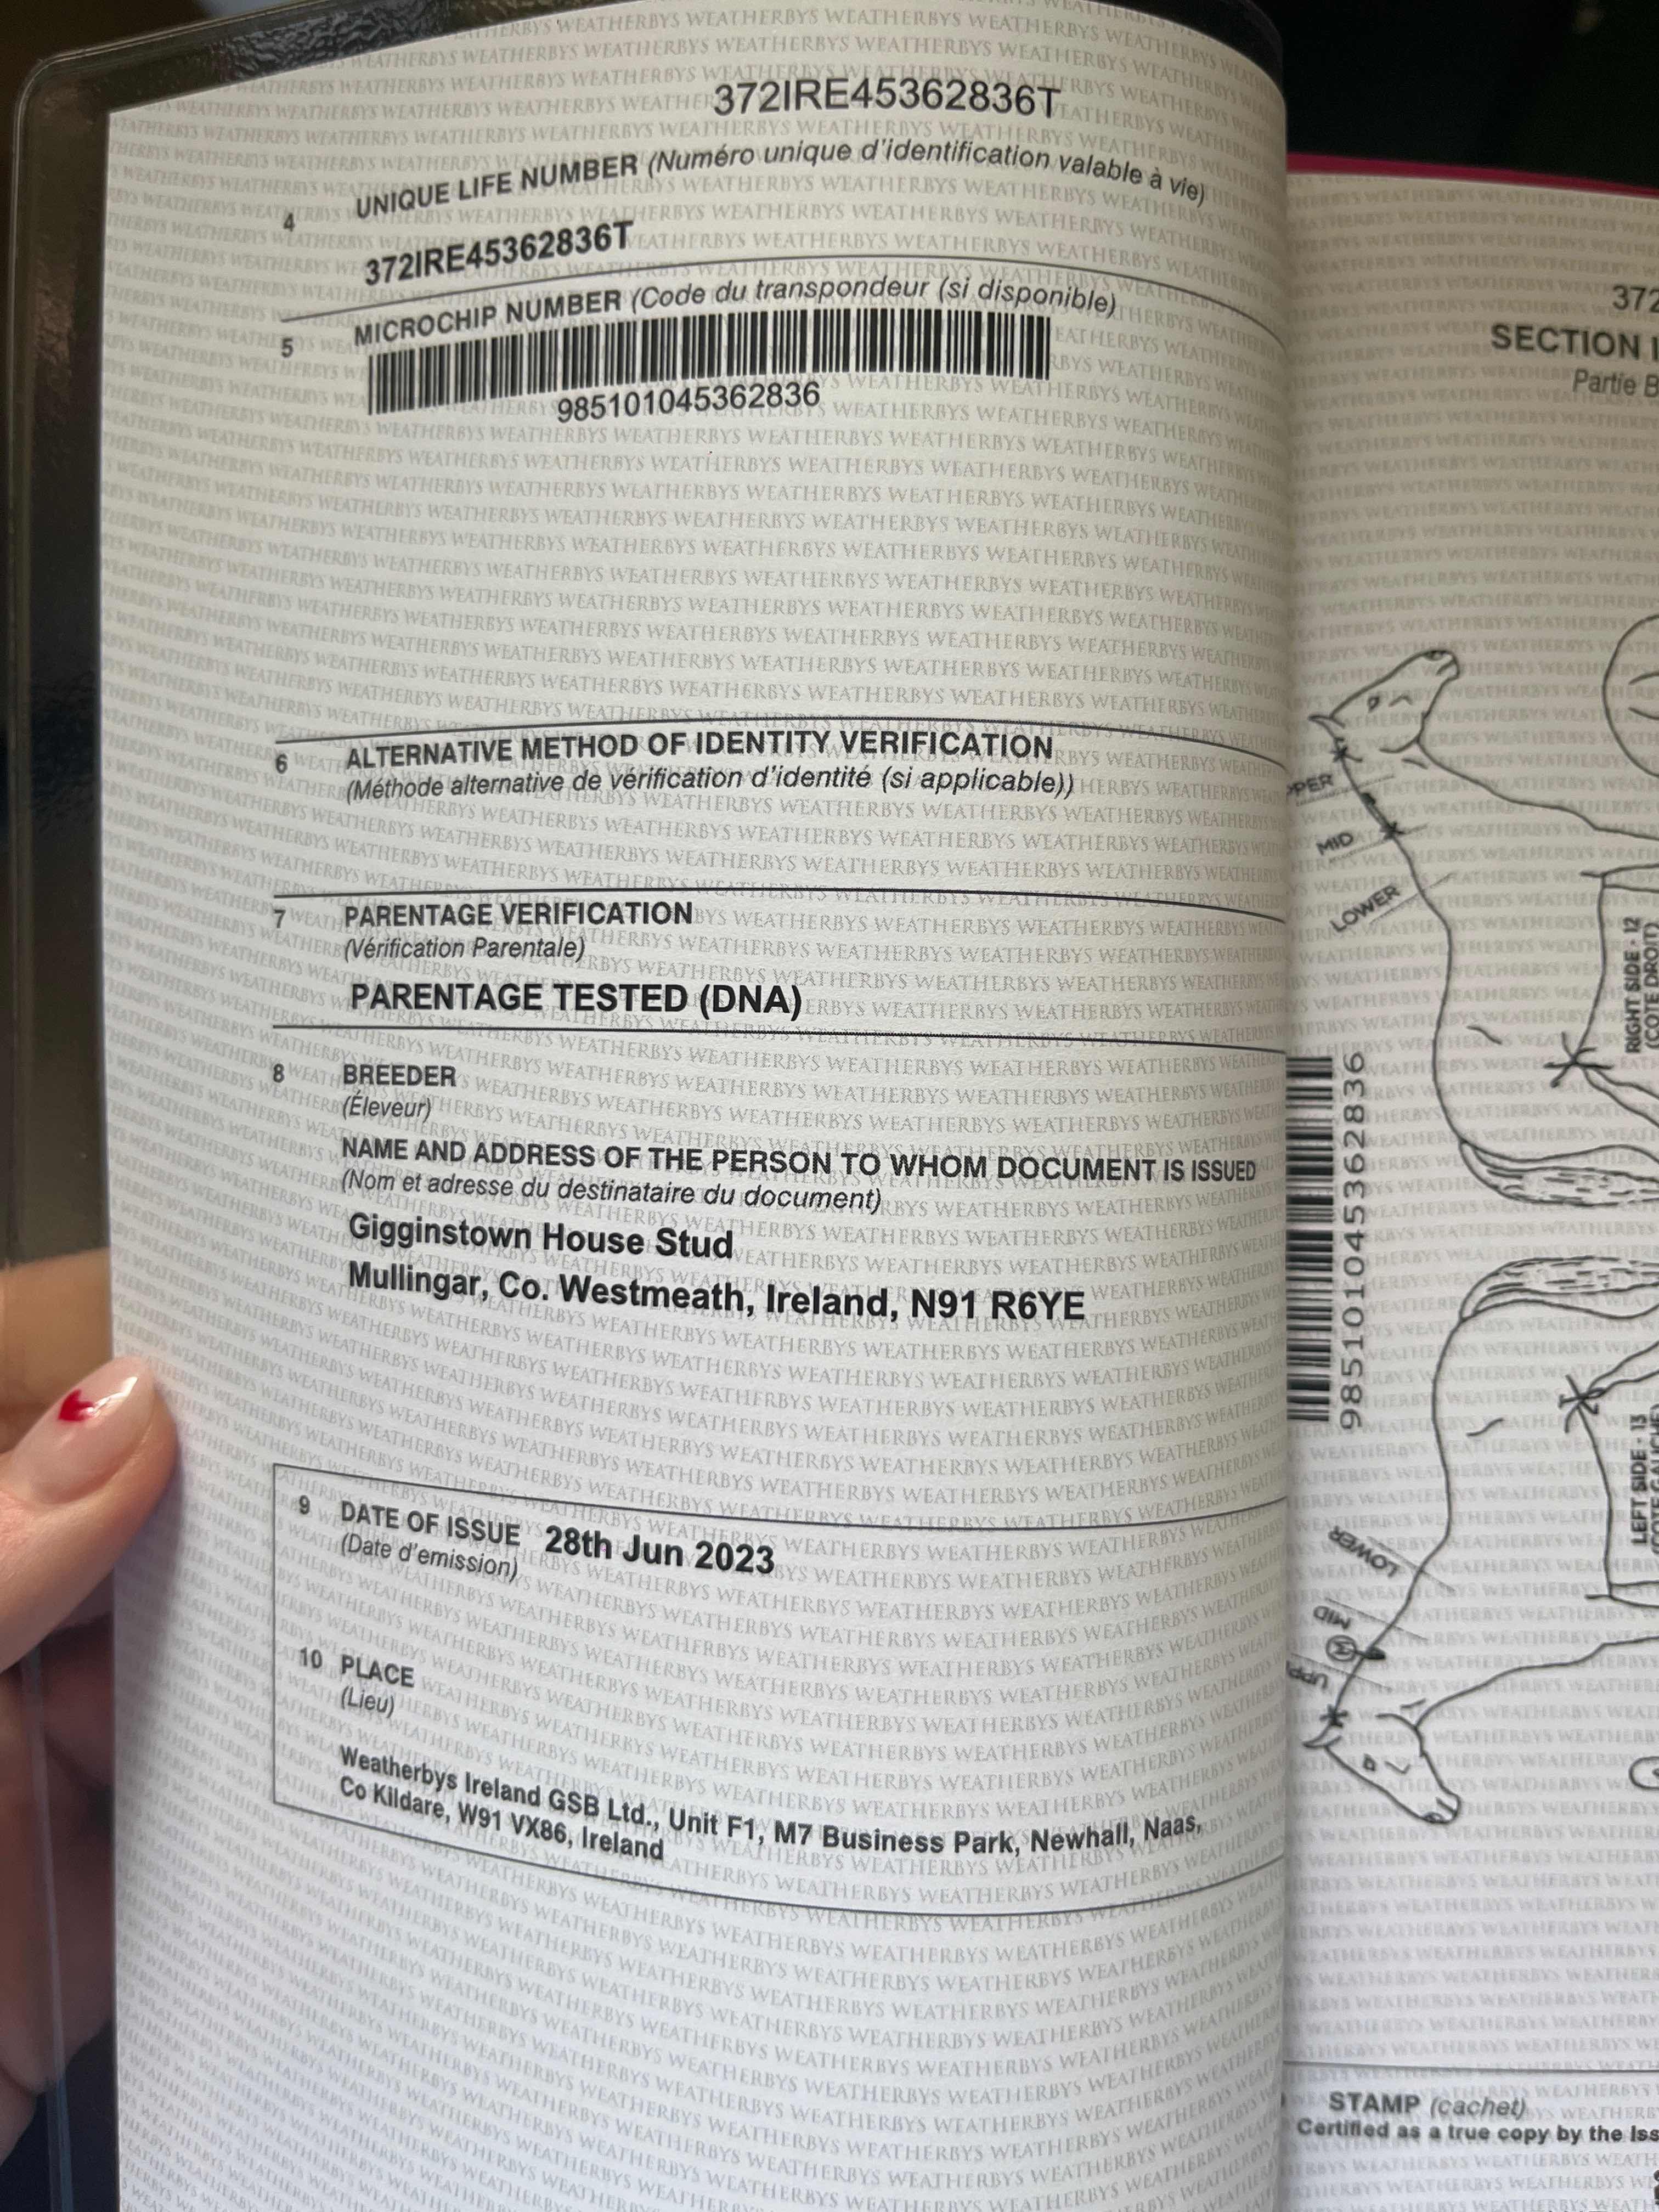 372IRE45362836T
4 UNIQUE LIFE NUMBER (Numéro unique d'identification valable à vie)
372IRE45362836T
5 MICROCHIP NUMBER (Code du transpondeur (si disponible)
985101045362836
6 ALTERNATIVE METHOD OF IDENTITY VERIFICATION
(Méthode alternative de vérification d'identité (si applicable))
7 PARENTAGE VERIFICATION
(Vérification Parentale)
PARENTAGE TESTED (DNA)
8 BREEDER
(Éleveur)
NAME AND ADDRESS OF THE PERSON TO WHOM DOCUMENT IS ISSUED
(Nom et adresse du destinataire du document)
Gigginstown House Stud
Mullingar, Co. Westmeath, Ireland, N91 R6YE
9 DATE OF ISSUE 28th Jun 2023
(Date d'emission)
10 PLACE
(Lieu)
Weatherbys Ireland GSB Ltd., Unit F1, M7 Business Park, Newhall, Naas,
Co Kildare, W91 VX86, Ireland
372
SECTION I
Partie B
MID
LOWER
RIGHT SIDE - 12
(COTE DROIT)
985101045362836
LEFT SIDE - 13
LOWER
MID
M
STAMP (cachet)
Certified as a true copy by the Iss